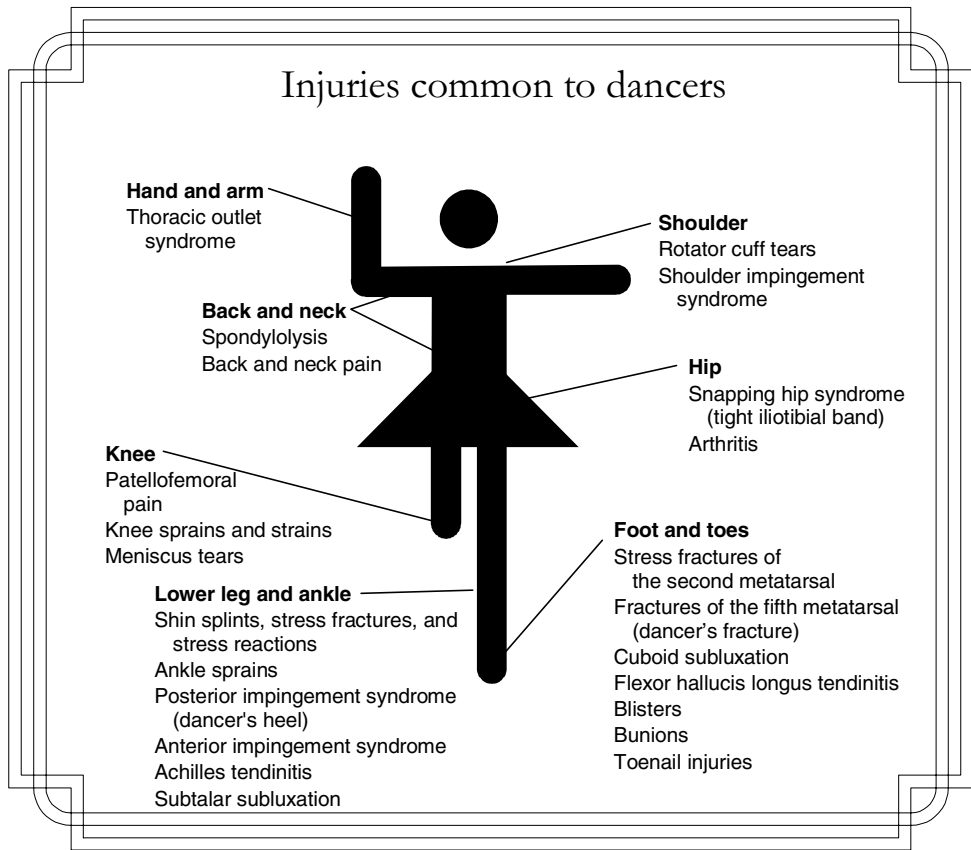 Injuries common to dancers
Hand and arm
Thoracic outlet
syndrome
Shoulder
Rotator cuff tears
Shoulder impingement
syndrome
Back and neck
Spondylolysis
Back and neck pain
Hip
Snapping hip syndrome
(tight iliotibial band)
Arthritis
Knee
Patellofemoral
pain
Knee sprains and strains
Meniscus tears
Foot and toes
Stress fractures of
the second metatarsal
Fractures of the fifth metatarsal
(dancer’s fracture)
Cuboid subluxation
Flexor hallucis longus tendinitis
Blisters
Bunions
Toenail injuries
Lower leg and ankle
Shin splints, stress fractures, and
stress reactions
Ankle sprains
Posterior impingement syndrome
(dancer's heel)
Anterior impingement syndrome
Achilles tendinitis
Subtalar subluxation